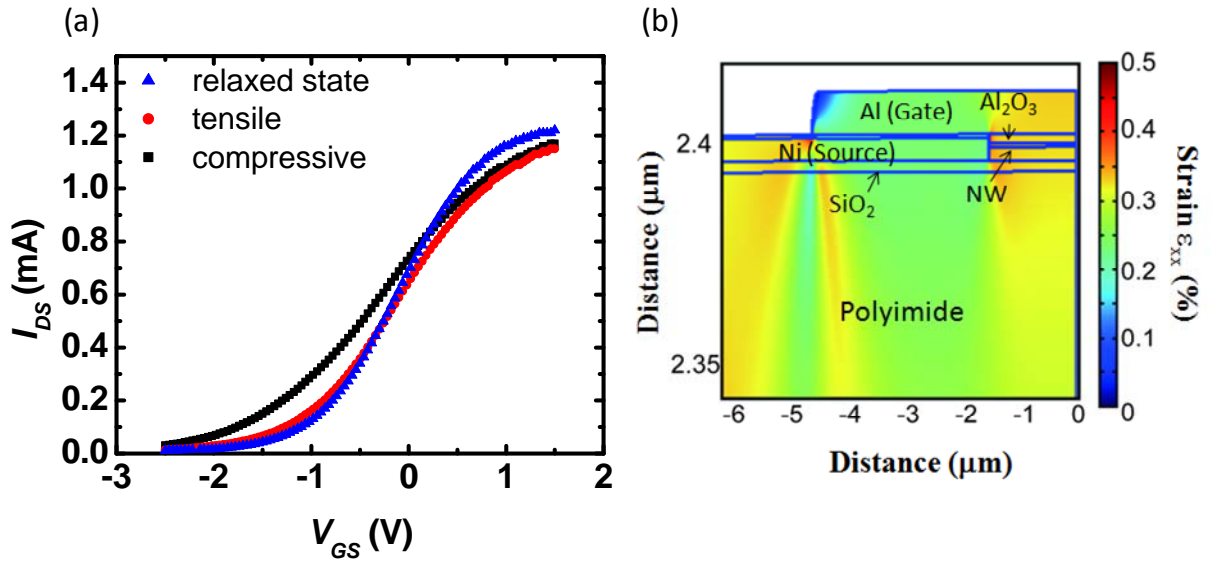 (a)
relaxed state
tensile
compressive
1.4
1.2
1.0
0.8
0.6
0.4
0.2
0.0
I_DS (mA)
-3 -2 -1 0 1 2
V_GS (V)
(b)
Al (Gate)
Al₂O₃
Ni (Source)
SiO₂
NW
Polyimide
2.4
2.35
Distance (μm)
-6 -5 -4 -3 -2 -1 0
Distance (μm)
0.5
0.4
0.3
0.2
0.1
0
Strain ε_xx (%)